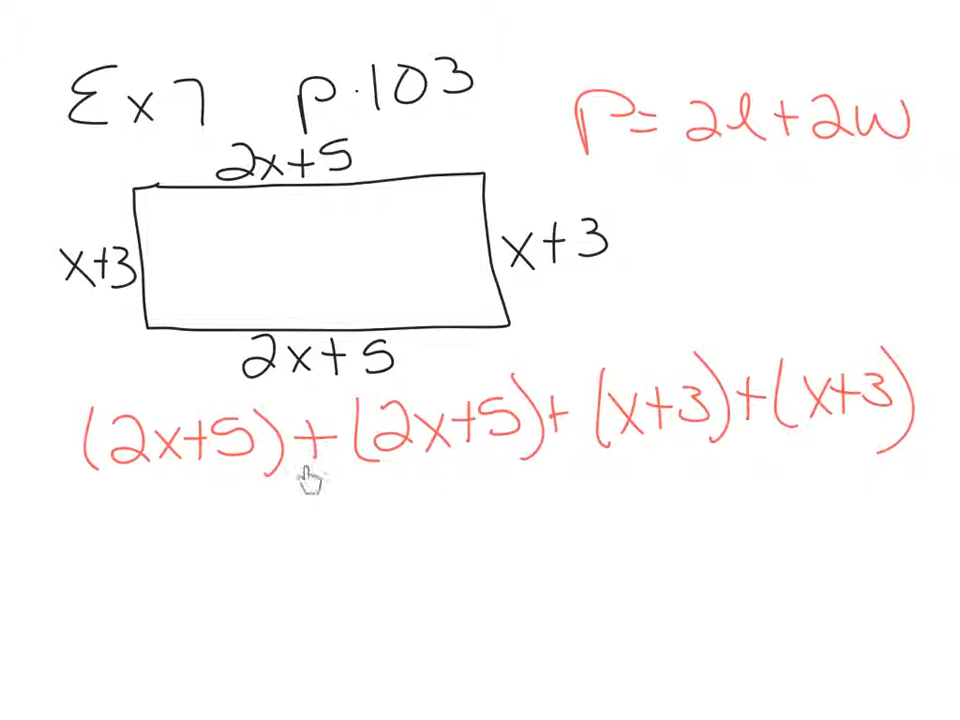 Ex 7 p.103
P = 2l + 2w
2x+5
x+3
x+3
2x+5
(2x+5) + (2x+5) + (x+3) + (x+3)